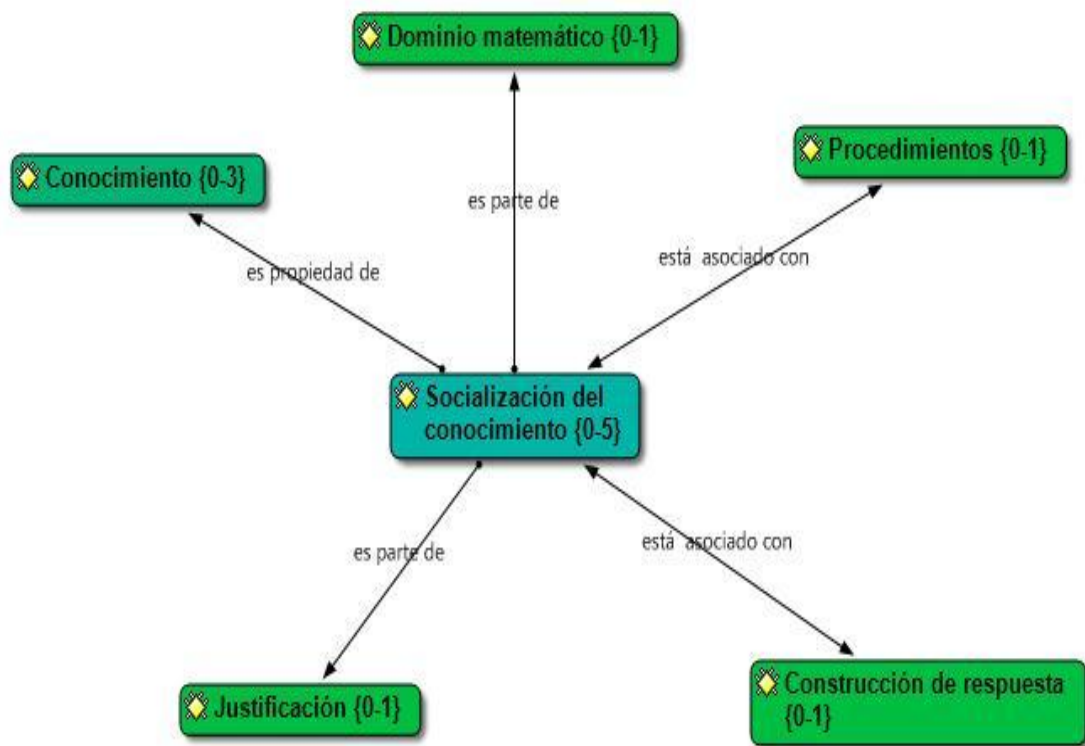 Dominio matemático {0-1}
Procedimientos {0-1}
Conocimiento {0-3}
es parte de
está asociado con
es propiedad de
Socialización del
conocimiento {0-5}
está asociado con
es parte de
Construcción de respuesta
{0-1}
Justificación {0-1}